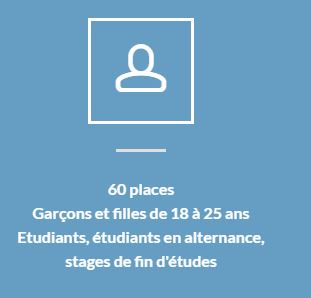 60 places
Garçons et filles de 18 à 25 ans
Etudiants, étudiants en alternance,
stages de fin d'études